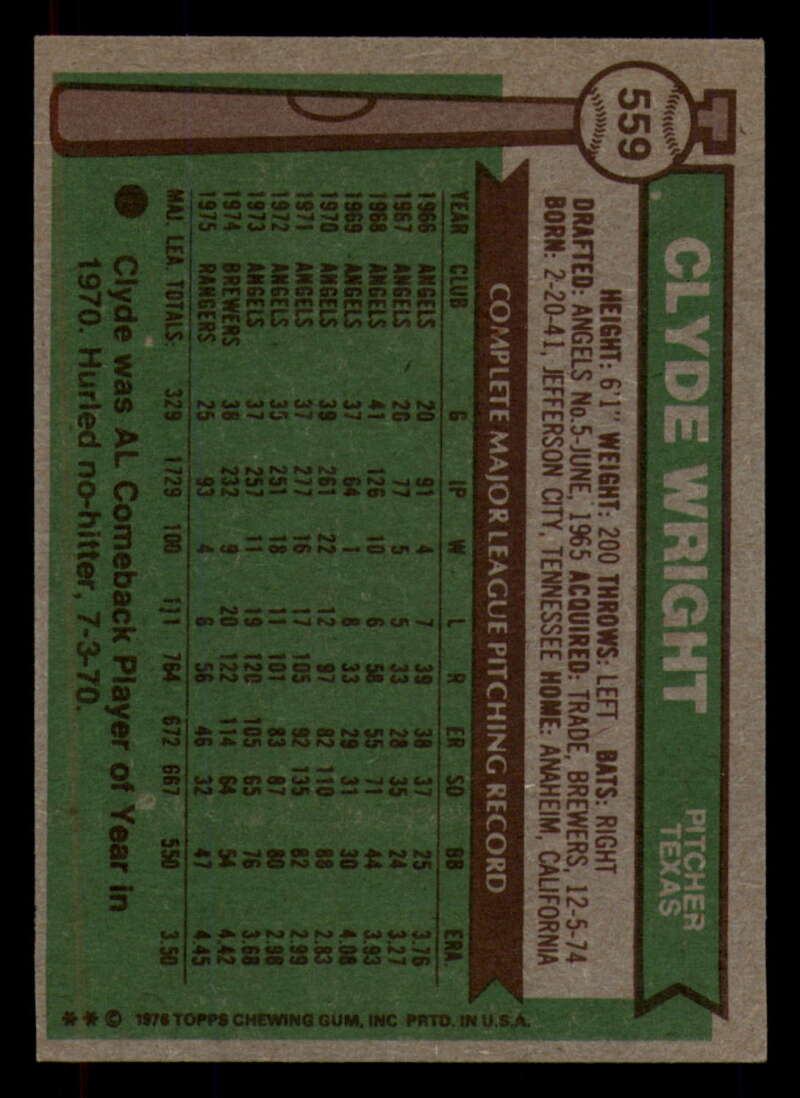 559
CLYDE WRIGHT
PITCHER
TEXAS
HEIGHT: 6'1" WEIGHT: 200 THROWS: LEFT BATS: RIGHT
DRAFTED: ANGELS No.5-JUNE, 1965 ACQUIRED: TRADE, BREWERS, 12-5-74
BORN: 2-20-41, JEFFERSON CITY, TENNESSEE HOME: ANAHEIM, CALIFORNIA
COMPLETE MAJOR LEAGUE PITCHING RECORD
YEAR CLUB G IP W L R ER SO BB ERA
1966 ANGELS 20 91 4 7 39 38 37 25 3.76
1967 ANGELS 20 77 5 5 33 28 35 24 3.27
1968 ANGELS 41 126 10 6 58 55 71 44 3.93
1969 ANGELS 37 64 1 8 33 29 31 30 4.08
1970 ANGELS 39 261 22 12 97 82 110 88 2.83
1971 ANGELS 37 277 16 17 105 92 135 82 2.99
1972 ANGELS 35 251 18 11 101 83 87 80 2.98
1973 ANGELS 37 257 11 19 120 105 65 76 3.68
1974 BREWERS 38 232 9 20 122 114 64 54 4.42
1975 RANGERS 25 93 4 6 56 46 32 47 4.45
MAJ. LEA. TOTALS: 329 1729 100 111 764 672 667 550 3.50
Clyde was AL Comeback Player of Year in
1970. Hurled no-hitter, 7-3-70.
** © 1976 TOPPS CHEWING GUM, INC PRTD. IN U.S.A.